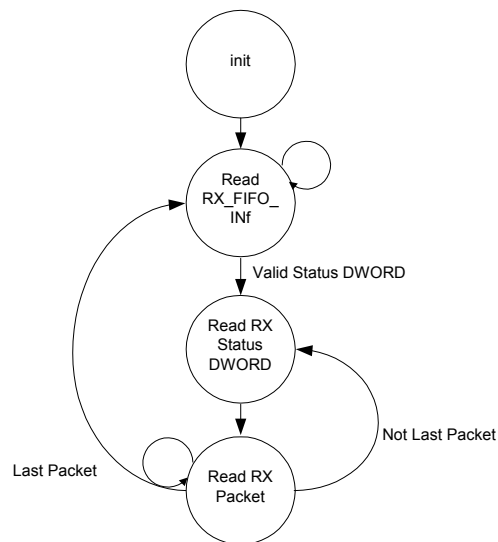 init
Read
RX_FIFO_
INf
Valid Status DWORD
Read RX
Status
DWORD
Not Last Packet
Last Packet
Read RX
Packet